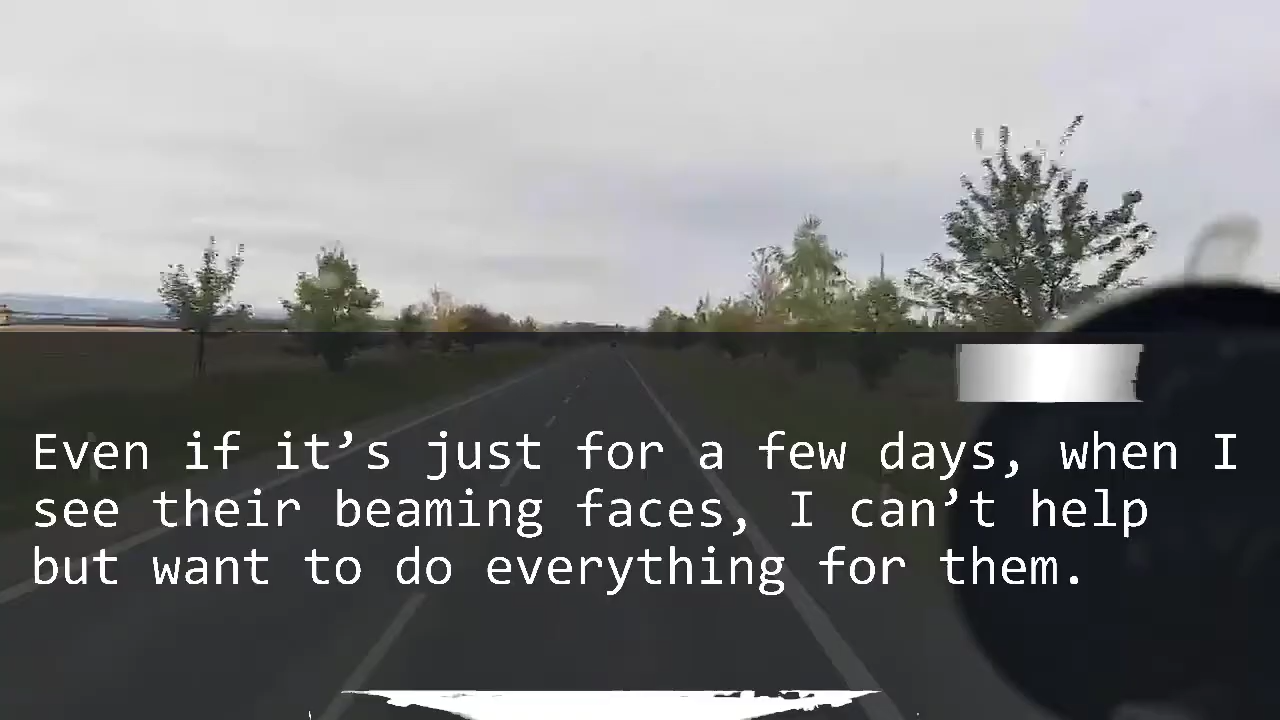 Even if it’s just for a few days, when I
see their beaming faces, I can’t help
but want to do everything for them.